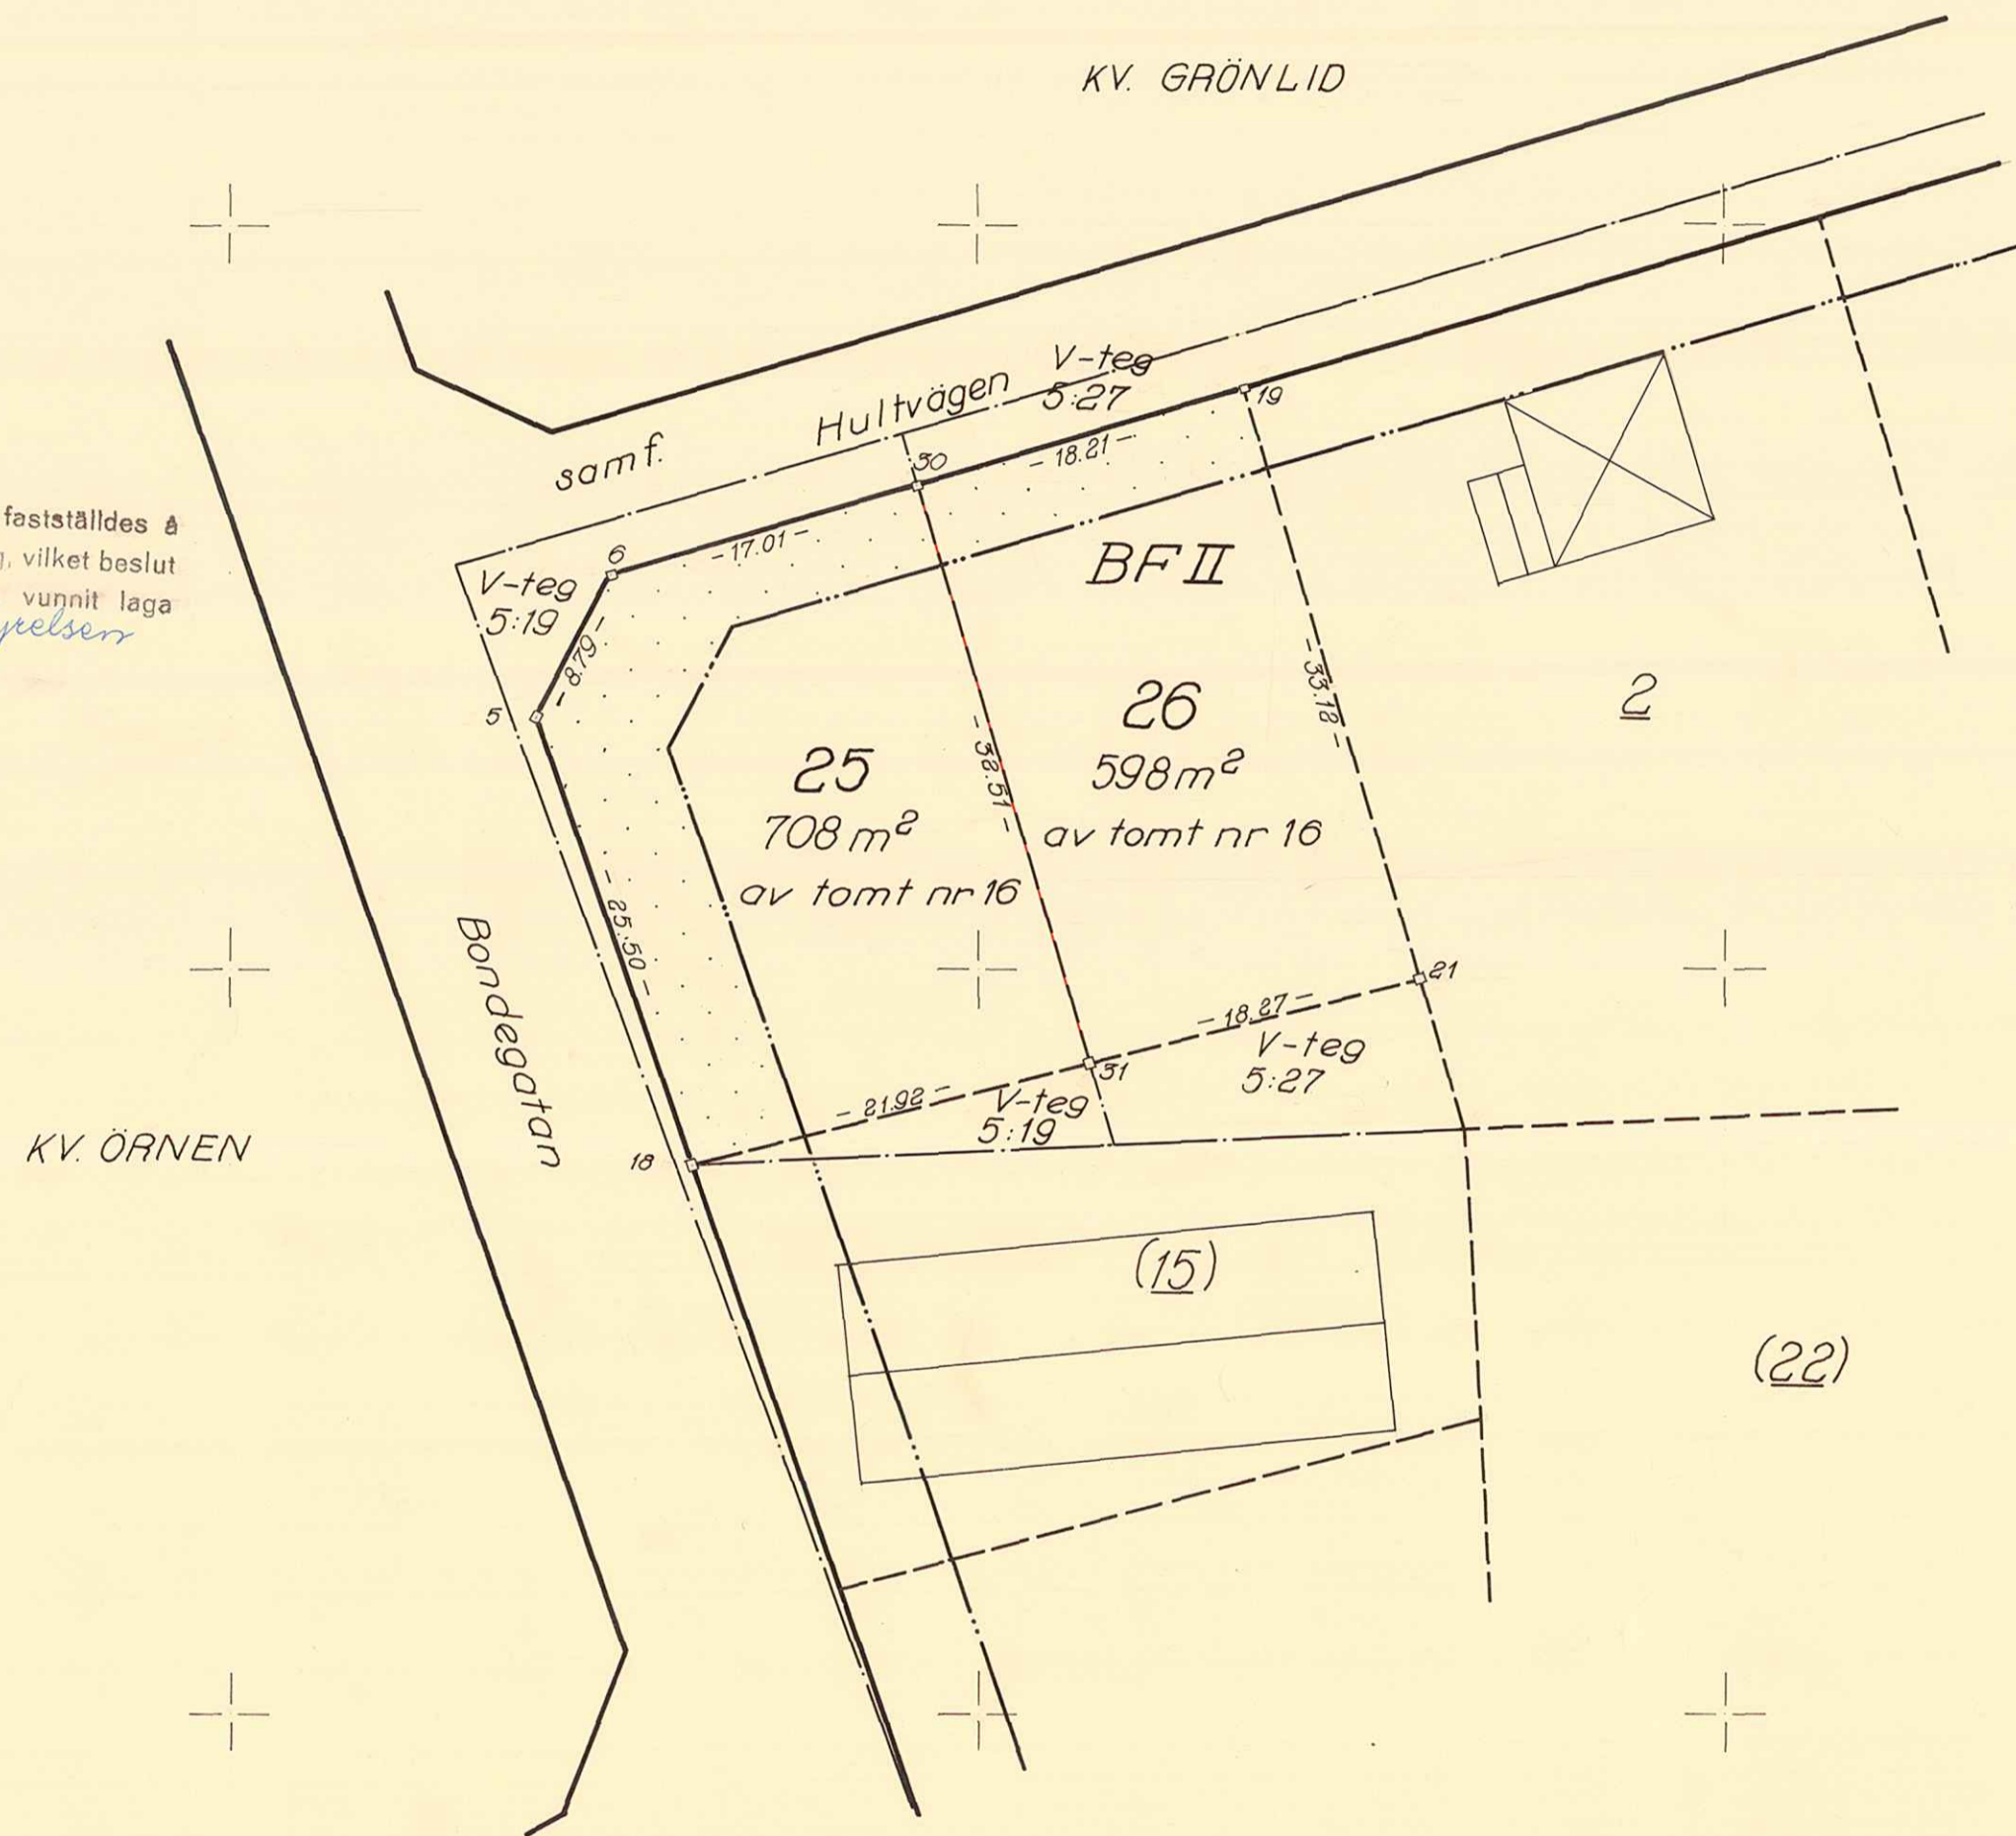 KV. GRÖNLID
V-teg
5:27
Hultvägen
samf.
19
30
- 18.21 -
fastställdes å
vilket beslut
vunnit laga
6
- 17.01 -
V-teg
5:19
- 8.79 -
5
BF II
- 33.18 -
2
26
598 m²
av tomt nr 16
- 32.51 -
25
708 m²
av tomt nr 16
- 25.50 -
Bondegatan
21
- 18.27 -
V-teg
5:27
31
- 21.92 -
V-teg
5:19
KV. ÖRNEN
18
(15)
(22)